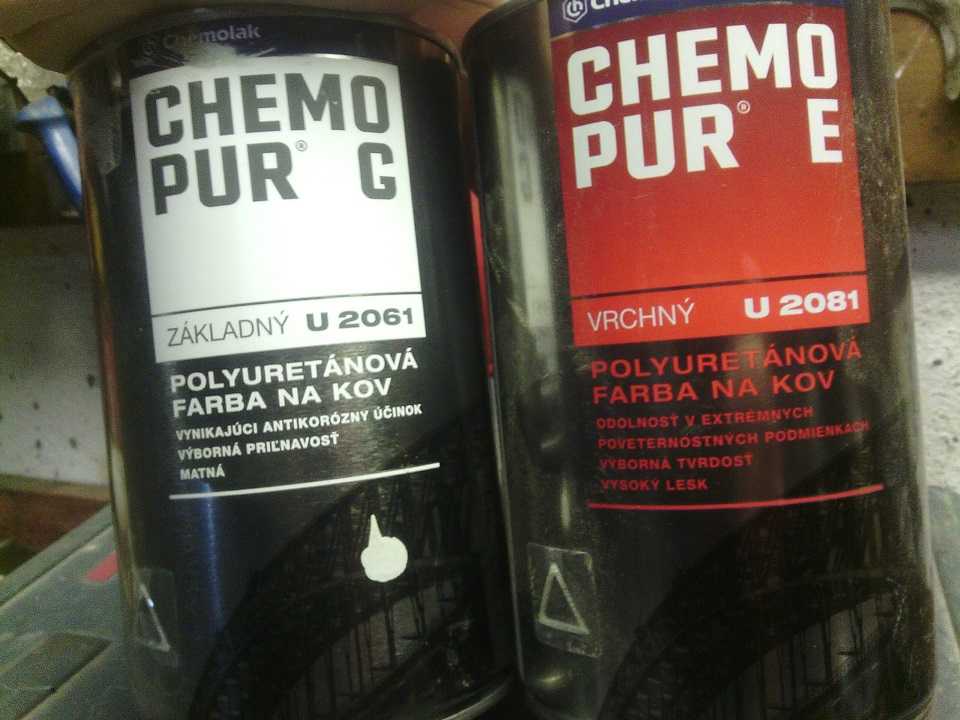 Chemolak
CHEMO
PUR® G
ZÁKLADNÝ U 2061
POLYURETÁNOVÁ
FARBA NA KOV
VYNIKAJÚCI ANTIKORÓZNY ÚČINOK
VÝBORNÁ PRIĽNAVOSŤ
MATNÁ
CHEMO
PUR® E
VRCHNÝ U 2081
POLYURETÁNOVÁ
FARBA NA KOV
ODOLNOSŤ V EXTRÉMNYCH
POVETERNOSTNÝCH PODMIENKACH
VÝBORNÁ TVRDOSŤ
VYSOKÝ LESK